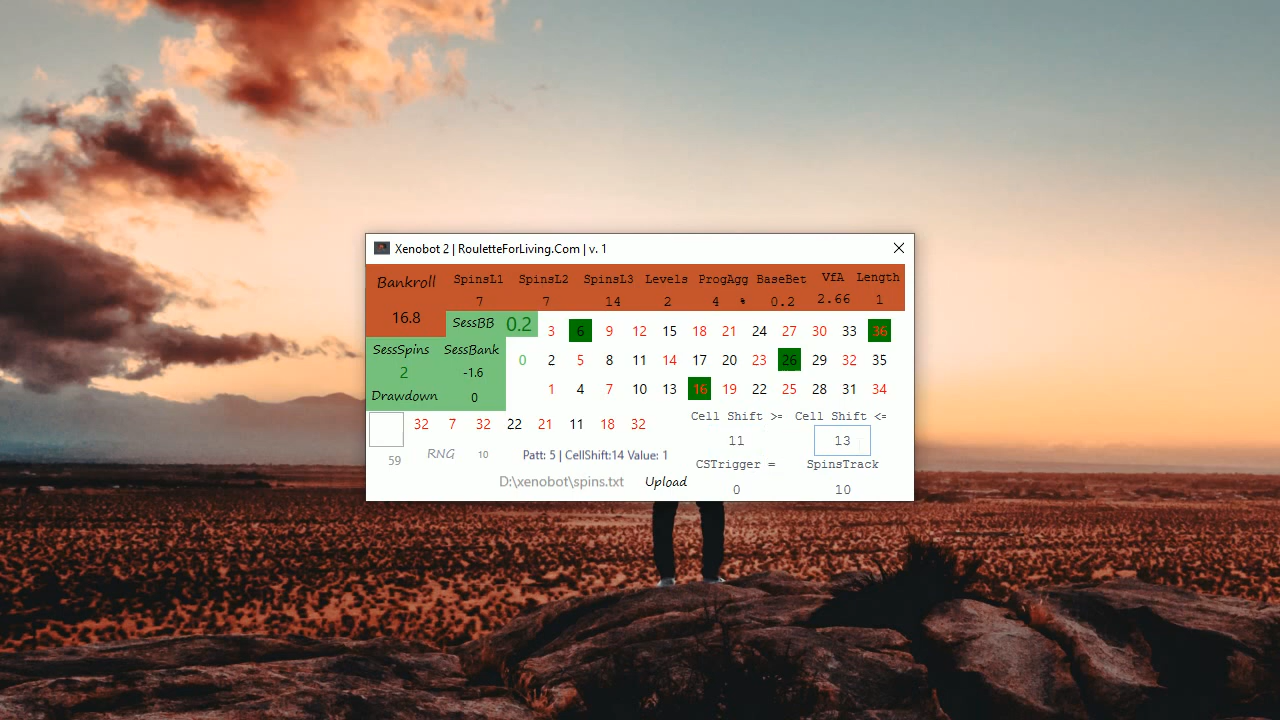 Xenobot 2 | RouletteForLiving.Com | v. 1
Bankroll SpinsL1 SpinsL2 SpinsL3 Levels ProgAgg BaseBet VfA Length
16.8 7 7 14 2 4 % 0.2 2.66 1
SessBB 0.2 3 6 9 12 15 18 21 24 27 30 33 36
SessSpins SessBank 0 2 5 8 11 14 17 20 23 26 29 32 35
2 -1.6
Drawdown 0 1 4 7 10 13 16 19 22 25 28 31 34
32 7 32 22 21 11 18 32
Cell Shift >= Cell Shift <=
11 13
59 RNG 10 Patt: 5 | CellShift:14 Value: 1
CSTrigger = SpinsTrack
D:\xenobot\spins.txt Upload
0 10